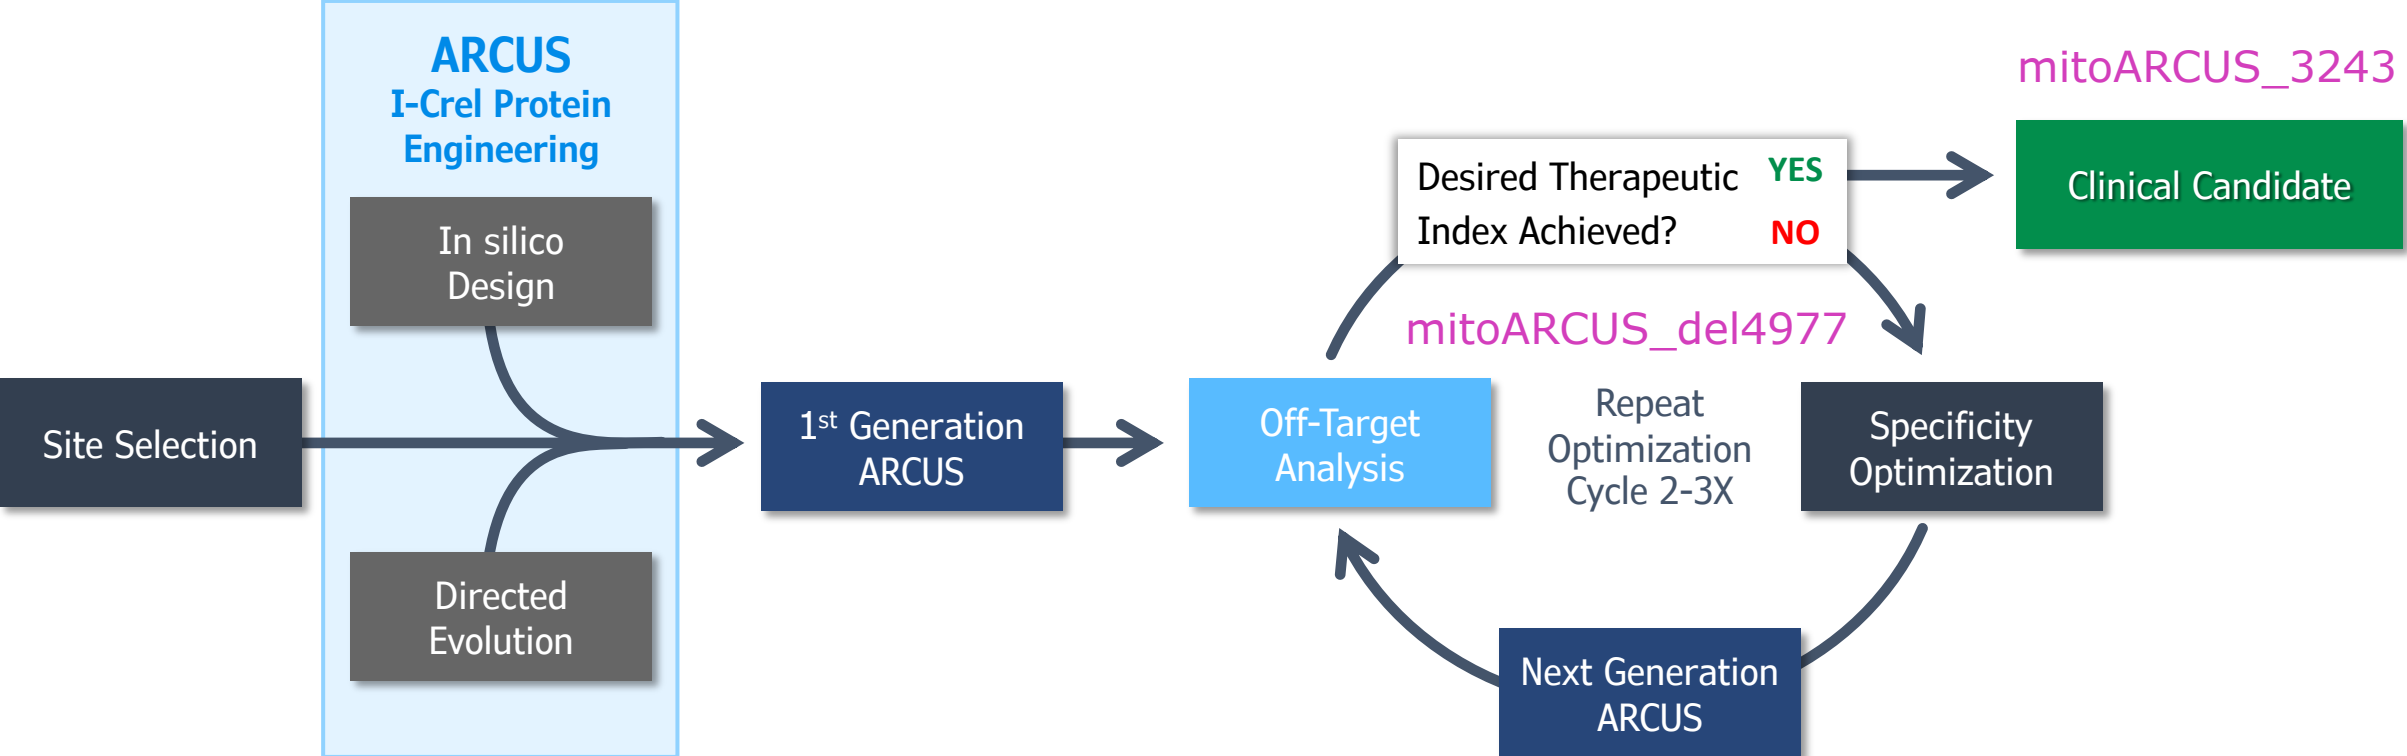 ARCUS
I-CreI Protein
Engineering
In silico
Design
Site Selection
Directed
Evolution
1st Generation
ARCUS
Off-Target
Analysis
Desired Therapeutic YES
Index Achieved? NO
mitoARCUS_del4977
Repeat
Optimization
Cycle 2-3X
Specificity
Optimization
Next Generation
ARCUS
mitoARCUS_3243
Clinical Candidate